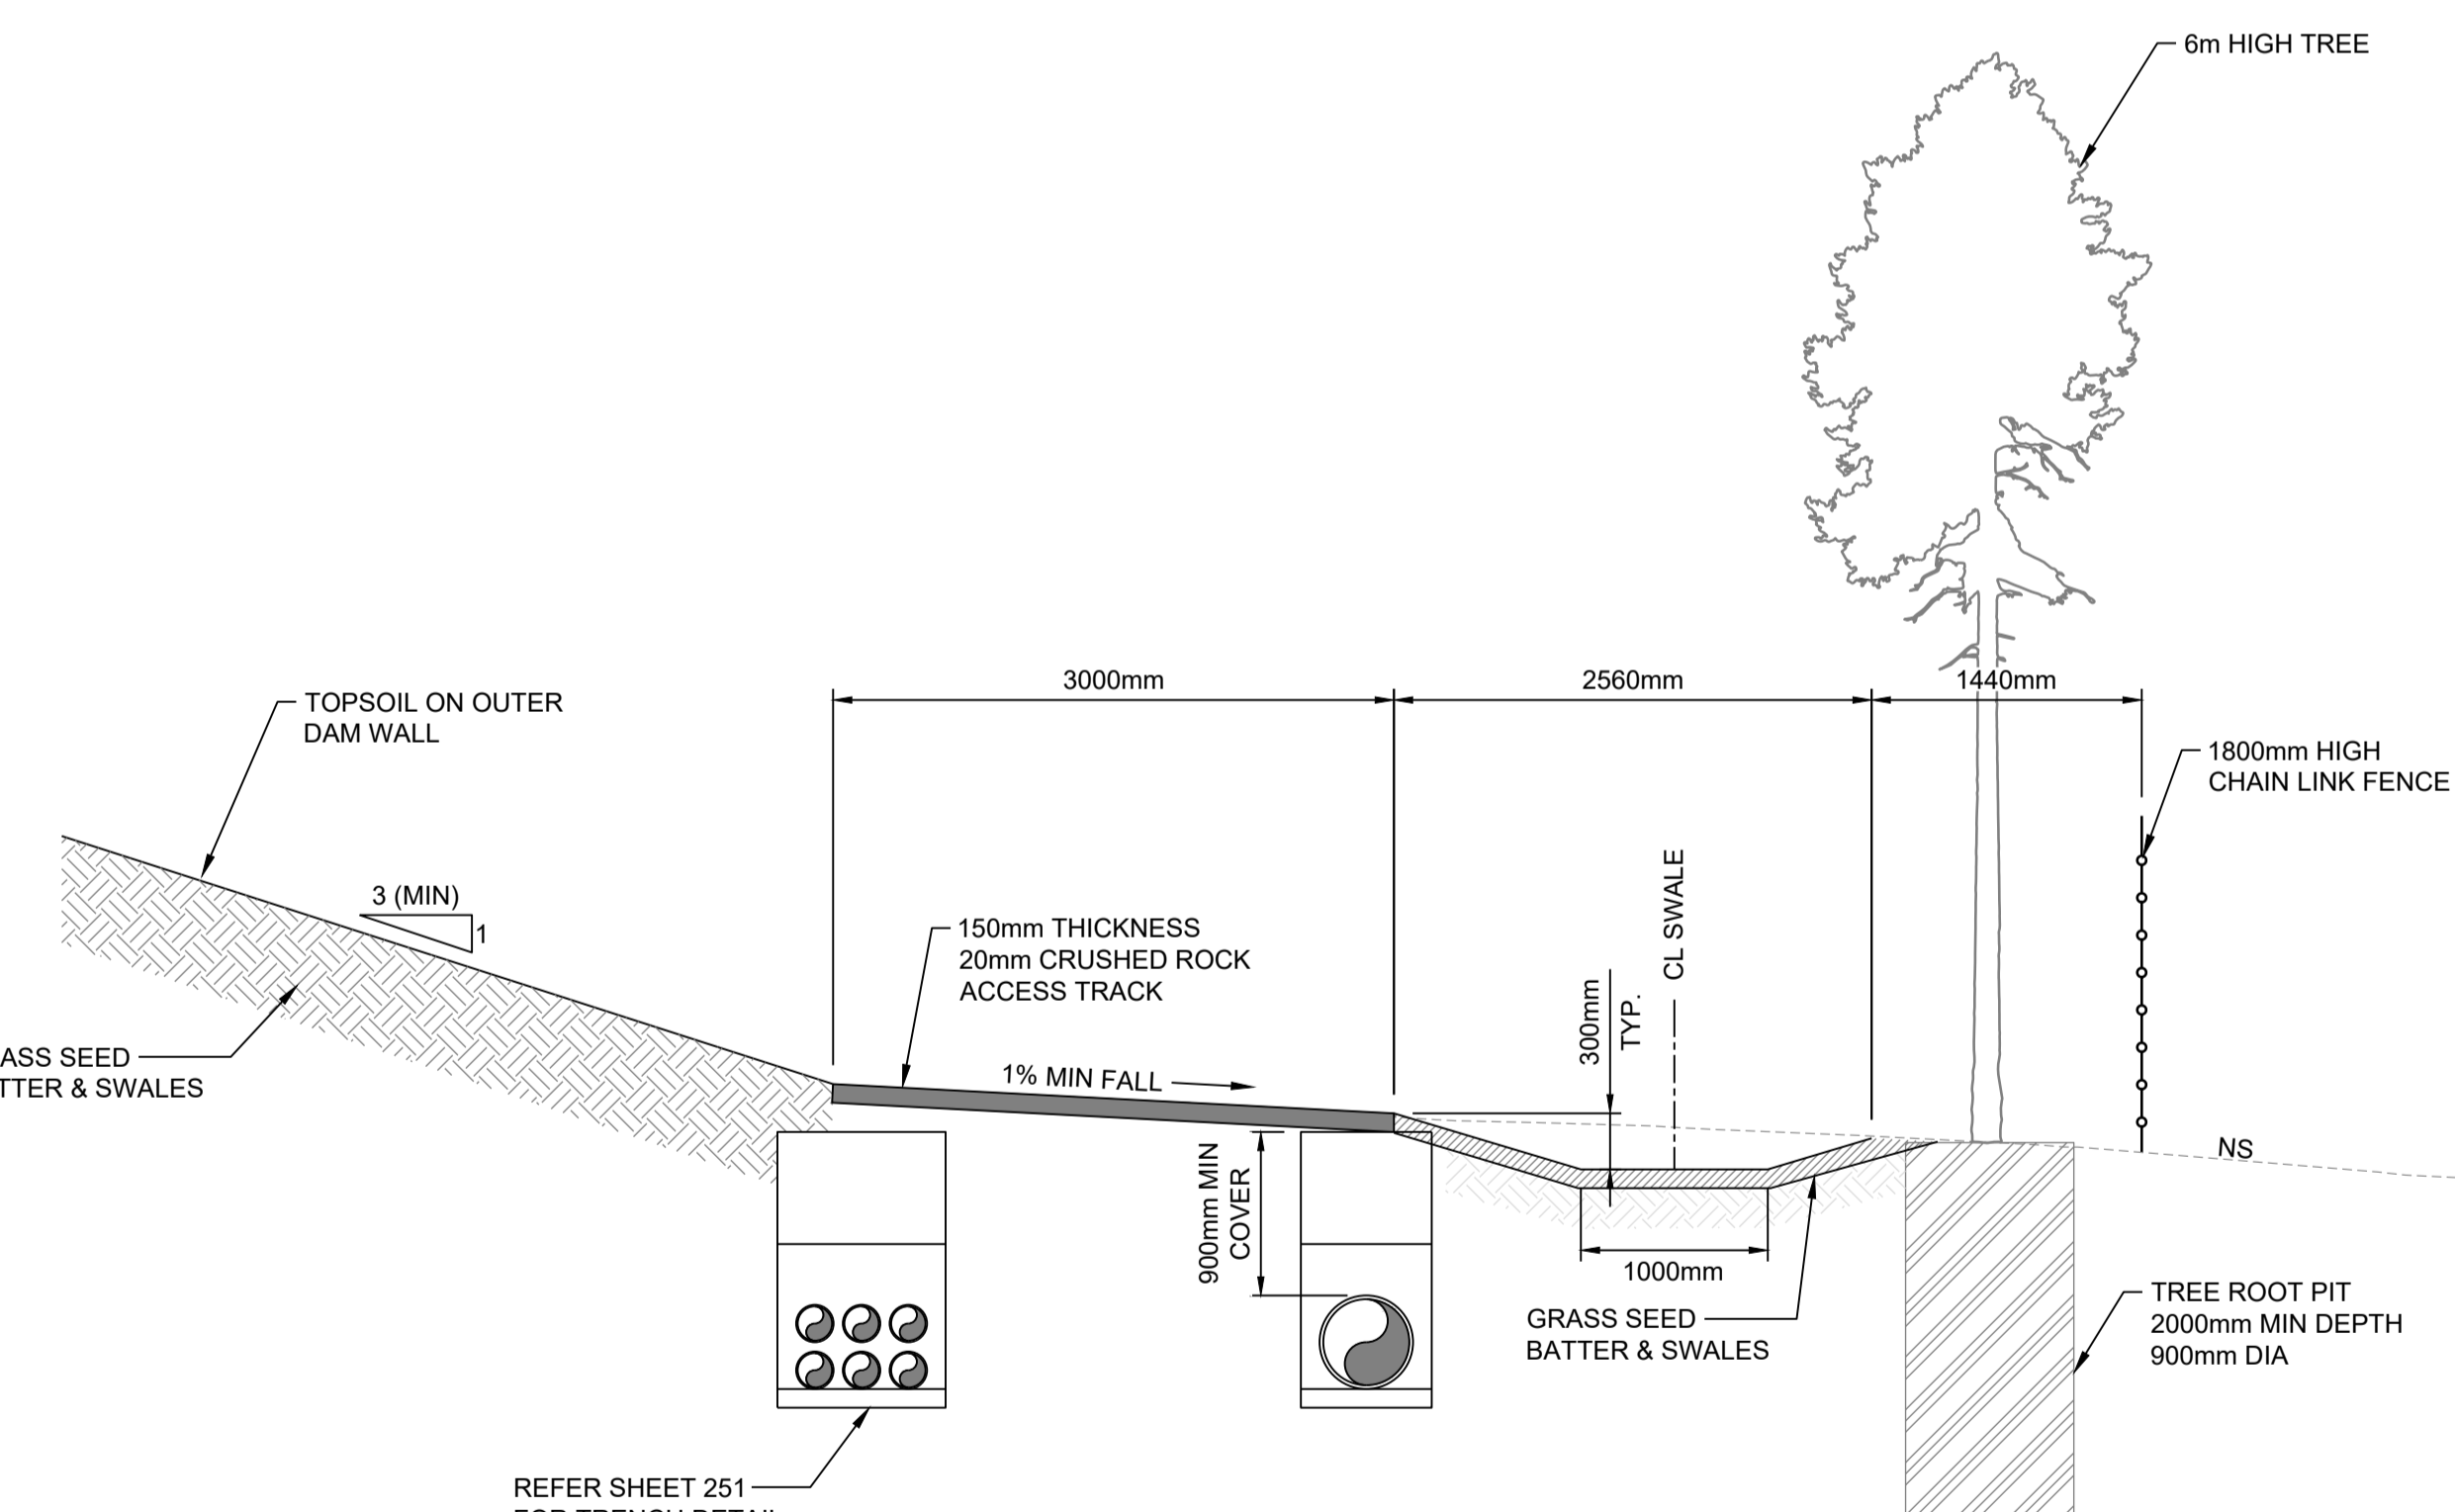 6m HIGH TREE
3000mm
2560mm
1440mm
TOPSOIL ON OUTER
DAM WALL
1800mm HIGH
CHAIN LINK FENCE
3 (MIN)
1
150mm THICKNESS
20mm CRUSHED ROCK
ACCESS TRACK
CL SWALE
300mm
TYP.
1% MIN FALL
ASS SEED
TTER & SWALES
900mm MIN
COVER
NS
1000mm
GRASS SEED
BATTER & SWALES
TREE ROOT PIT
2000mm MIN DEPTH
900mm DIA
REFER SHEET 251
FOR TRENCH DETAIL